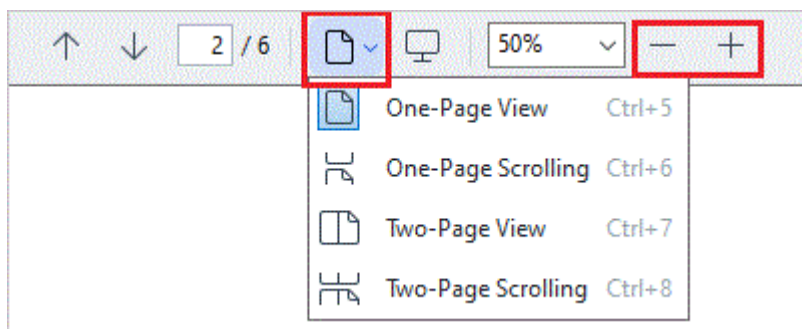 2 / 6 50%
One-Page View Ctrl+5
One-Page Scrolling Ctrl+6
Two-Page View Ctrl+7
Two-Page Scrolling Ctrl+8